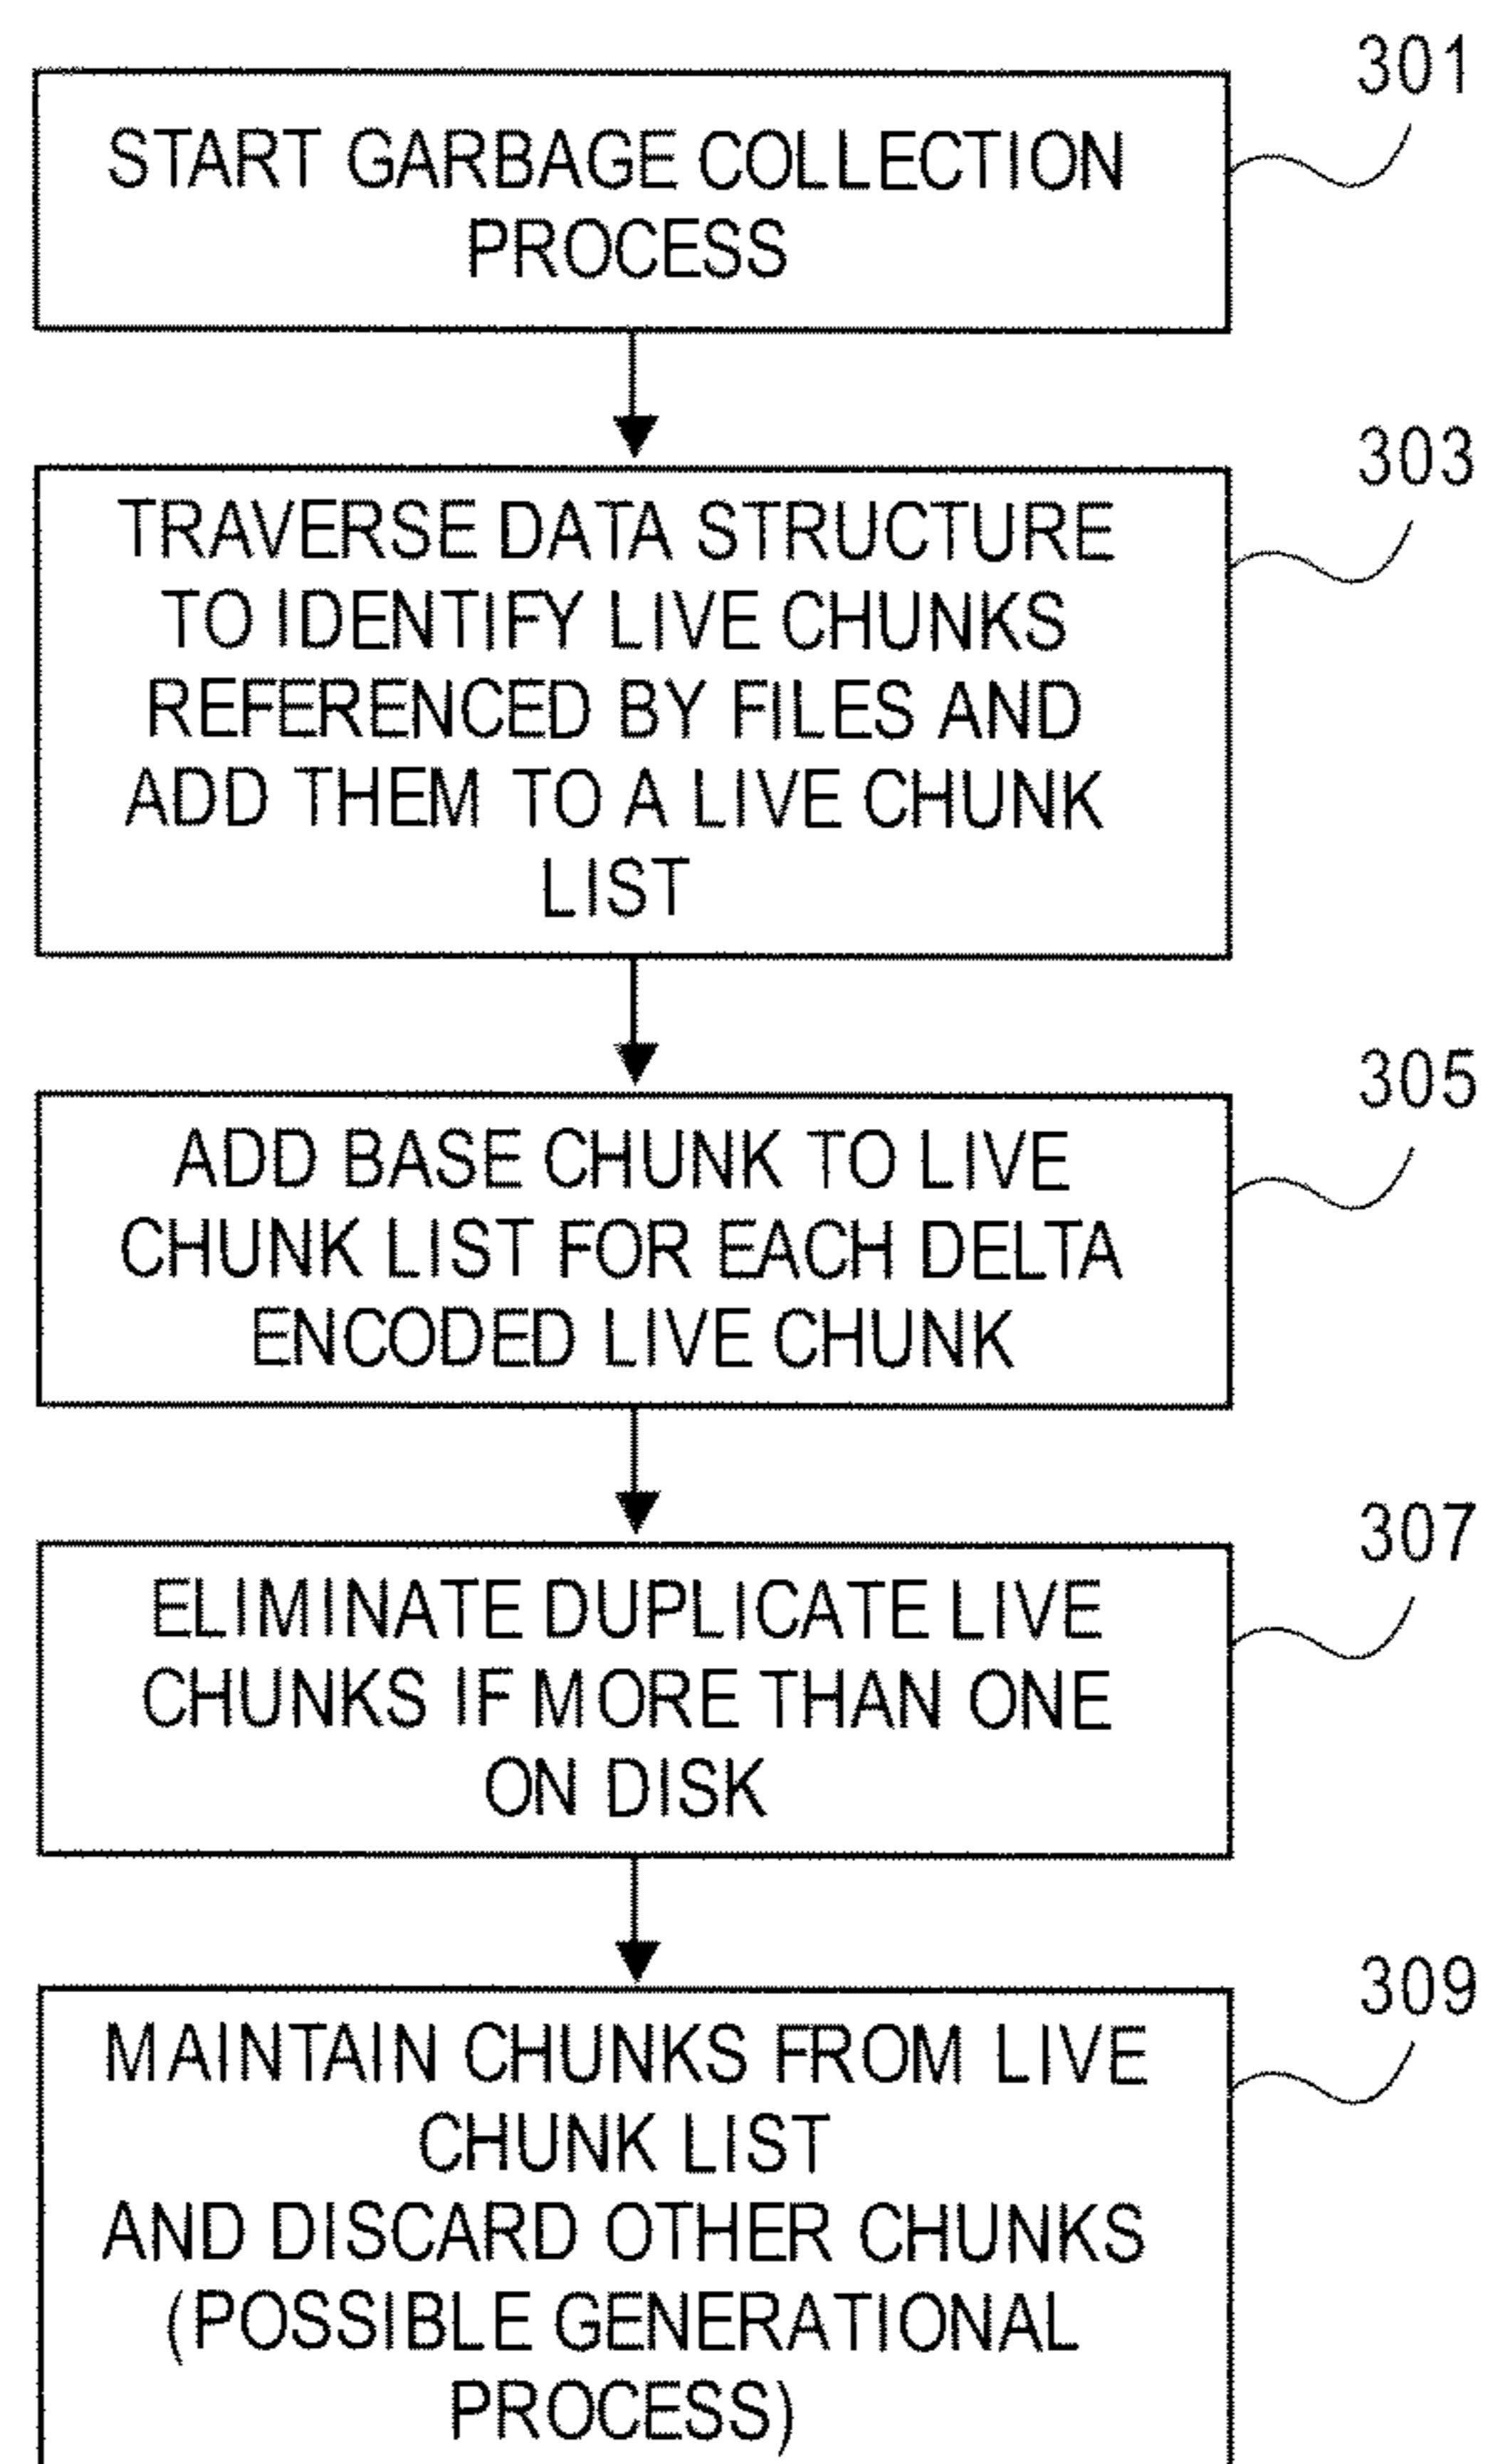 301
START GARBAGE COLLECTION
PROCESS
303
TRAVERSE DATA STRUCTURE
TO IDENTIFY LIVE CHUNKS
REFERENCED BY FILES AND
ADD THEM TO A LIVE CHUNK
LIST
305
ADD BASE CHUNK TO LIVE
CHUNK LIST FOR EACH DELTA
ENCODED LIVE CHUNK
307
ELIMINATE DUPLICATE LIVE
CHUNKS IF MORE THAN ONE
ON DISK
309
MAINTAIN CHUNKS FROM LIVE
CHUNK LIST
AND DISCARD OTHER CHUNKS
(POSSIBLE GENERATIONAL
PROCESS)